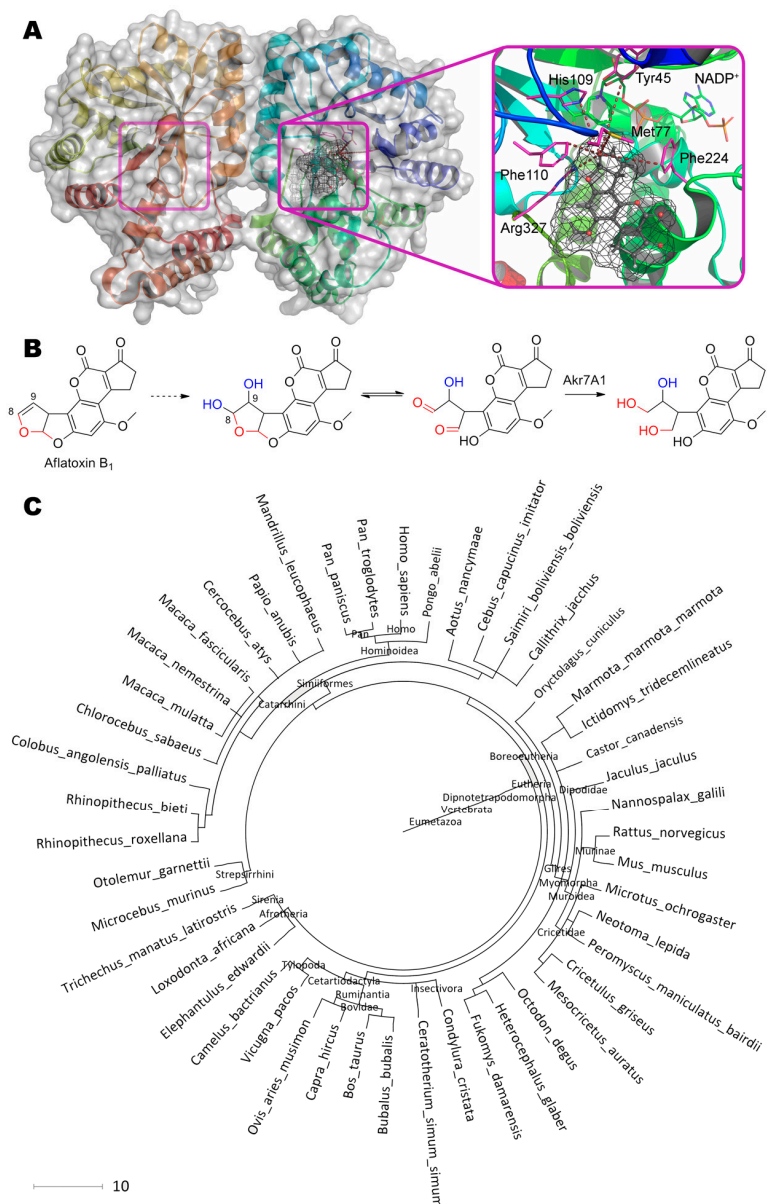 A
His109
Tyr45
NADP+
Met77
Phe110
Phe224
Arg327
B
O
O
9
8
O
O
O
O
Aflatoxin B1
OH
HO
9
8
O
O
O
O
O
O
OH
O
O
HO
O
O
O
O
Akr7A1
OH
HO
HO
HO
O
O
O
O
C
Mandrillus_leucophaeus
Pan_paniscus
Pan_troglodytes
Homo_sapiens
Pongo_abelii
Aotus_nancymaae
Cebus_capucinus_imitator
Saimiri_boliviensis_boliviensis
Callithrix_jacchus
Oryctolagus_cuniculus
Marmota_marmota_marmota
Ictidomys_tridecemlineatus
Castor_canadensis
Jaculus_jaculus
Nannospalax_galili
Rattus_norvegicus
Mus_musculus
Microtus_ochrogaster
Neotoma_lepida
Peromyscus_maniculatus_bairdii
Cricetulus_griseus
Mesocricetus_auratus
Octodon_degus
Heterocephalus_glaber
Fukomys_damarensis
Condylura_cristata
Ceratotherium_simum_simum
Bubalus_bubalis
Bos_taurus
Capra_hircus
Ovis_aries_musimon
Vicugna_pacos
Camelus_bactrianus
Elephantulus_edwardii
Loxodonta_africana
Trichechus_manatus_latirostris
Microcebus_murinus
Otolemur_garnettii
Rhinopithecus_roxellana
Rhinopithecus_bieti
Colobus_angolensis_palliatus
Chlorocebus_sabaeus
Macaca_mulatta
Macaca_nemestrina
Macaca_fascicularis
Cercocebus_atys
Papio_anubis
Pan
Homo
Hominoidea
Simiiformes
Catarrhini
Boreoeutheria
Eutheria
Dipnotetrapodomorpha
Vertebrata
Eumetazoa
Dipodidae
Murinae
Glires
Myomorpha
Muroidea
Cricetidae
Strepsirrhini
Sirenia
Afrotheria
Tylopoda
Cetartiodactyla
Ruminantia
Bovidae
Insectivora
10